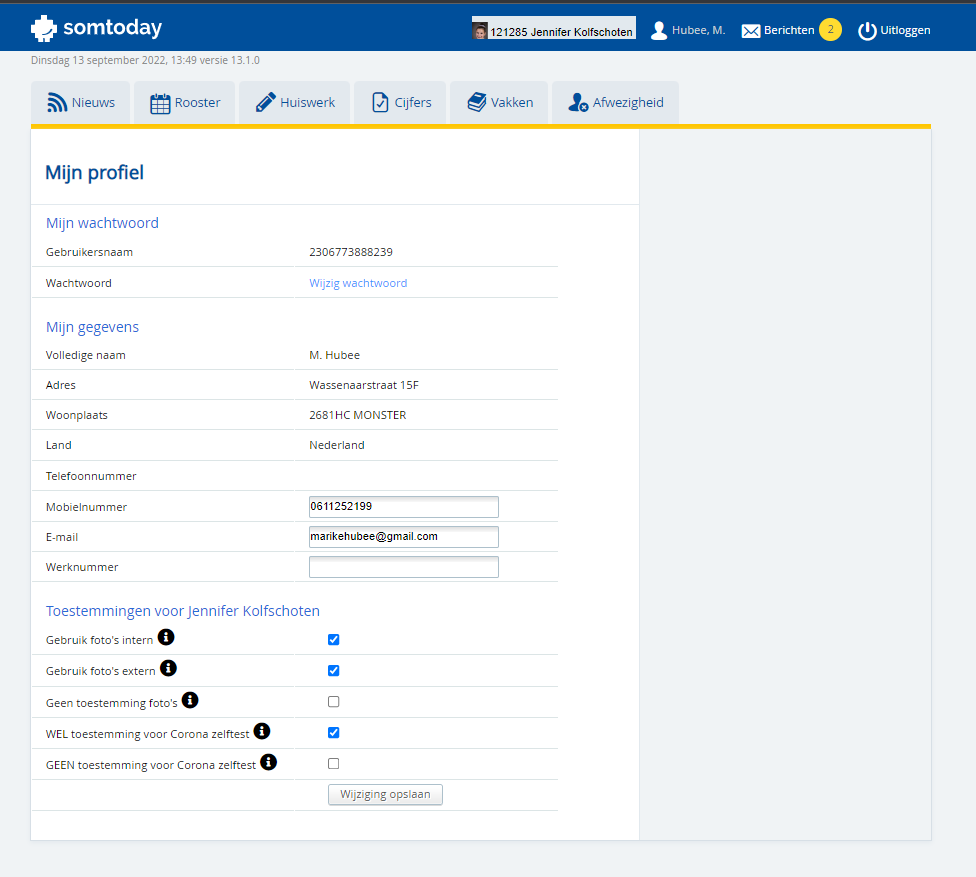 somtoday
121285 Jennifer Kolfschoten
Hubee, M.
Berichten 2
Uitloggen
Dinsdag 13 september 2022, 13:49 versie 13.1.0
Nieuws
Rooster
Huiswerk
Cijfers
Vakken
Afwezigheid
Mijn profiel
Mijn wachtwoord
Gebruikersnaam 2306773888239
Wachtwoord Wijzig wachtwoord
Mijn gegevens
Volledige naam M. Hubee
Adres Wassenaarstraat 15F
Woonplaats 2681HC MONSTER
Land Nederland
Telefoonnummer
Mobielnummer 0611252199
E-mail marikehubee@gmail.com
Werknummer
Toestemmingen voor Jennifer Kolfschoten
Gebruik foto's intern
Gebruik foto's extern
Geen toestemming foto's
WEL toestemming voor Corona zelftest
GEEN toestemming voor Corona zelftest
Wijziging opslaan